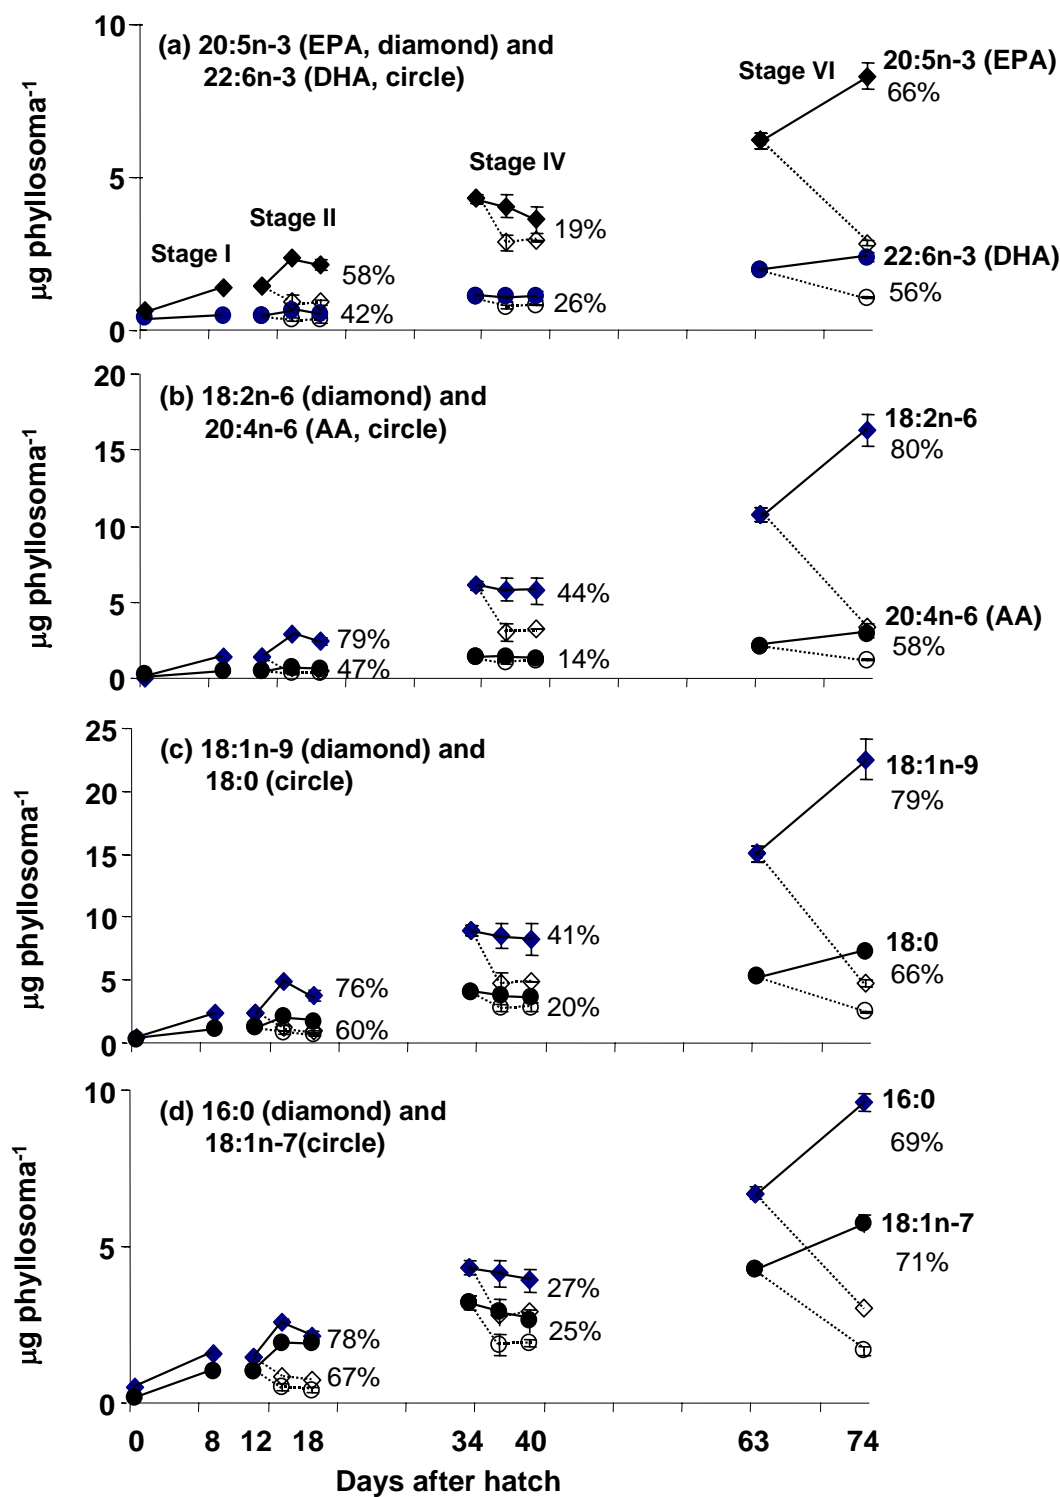 10
(a) 20:5n-3 (EPA, diamond) and
22:6n-3 (DHA, circle)
Stage VI
20:5n-3 (EPA)
66%
µg phyllosoma-1
5
Stage IV
Stage II
Stage I
19%
58%
22:6n-3 (DHA)
56%
26%
42%
0
20
(b) 18:2n-6 (diamond) and
20:4n-6 (AA, circle)
18:2n-6
80%
µg phyllosoma-1
15
10
5
44%
20:4n-6 (AA)
58%
79%
47%
14%
0
25
(c) 18:1n-9 (diamond) and
18:0 (circle)
18:1n-9
79%
µg phyllosoma-1
20
15
10
41%
18:0
66%
5
76%
20%
60%
0
10
(d) 16:0 (diamond) and
18:1n-7(circle)
16:0
69%
µg phyllosoma-1
18:1n-7
71%
5
27%
25%
78%
67%
0
0 8 12 18 34 40 63 74
Days after hatch